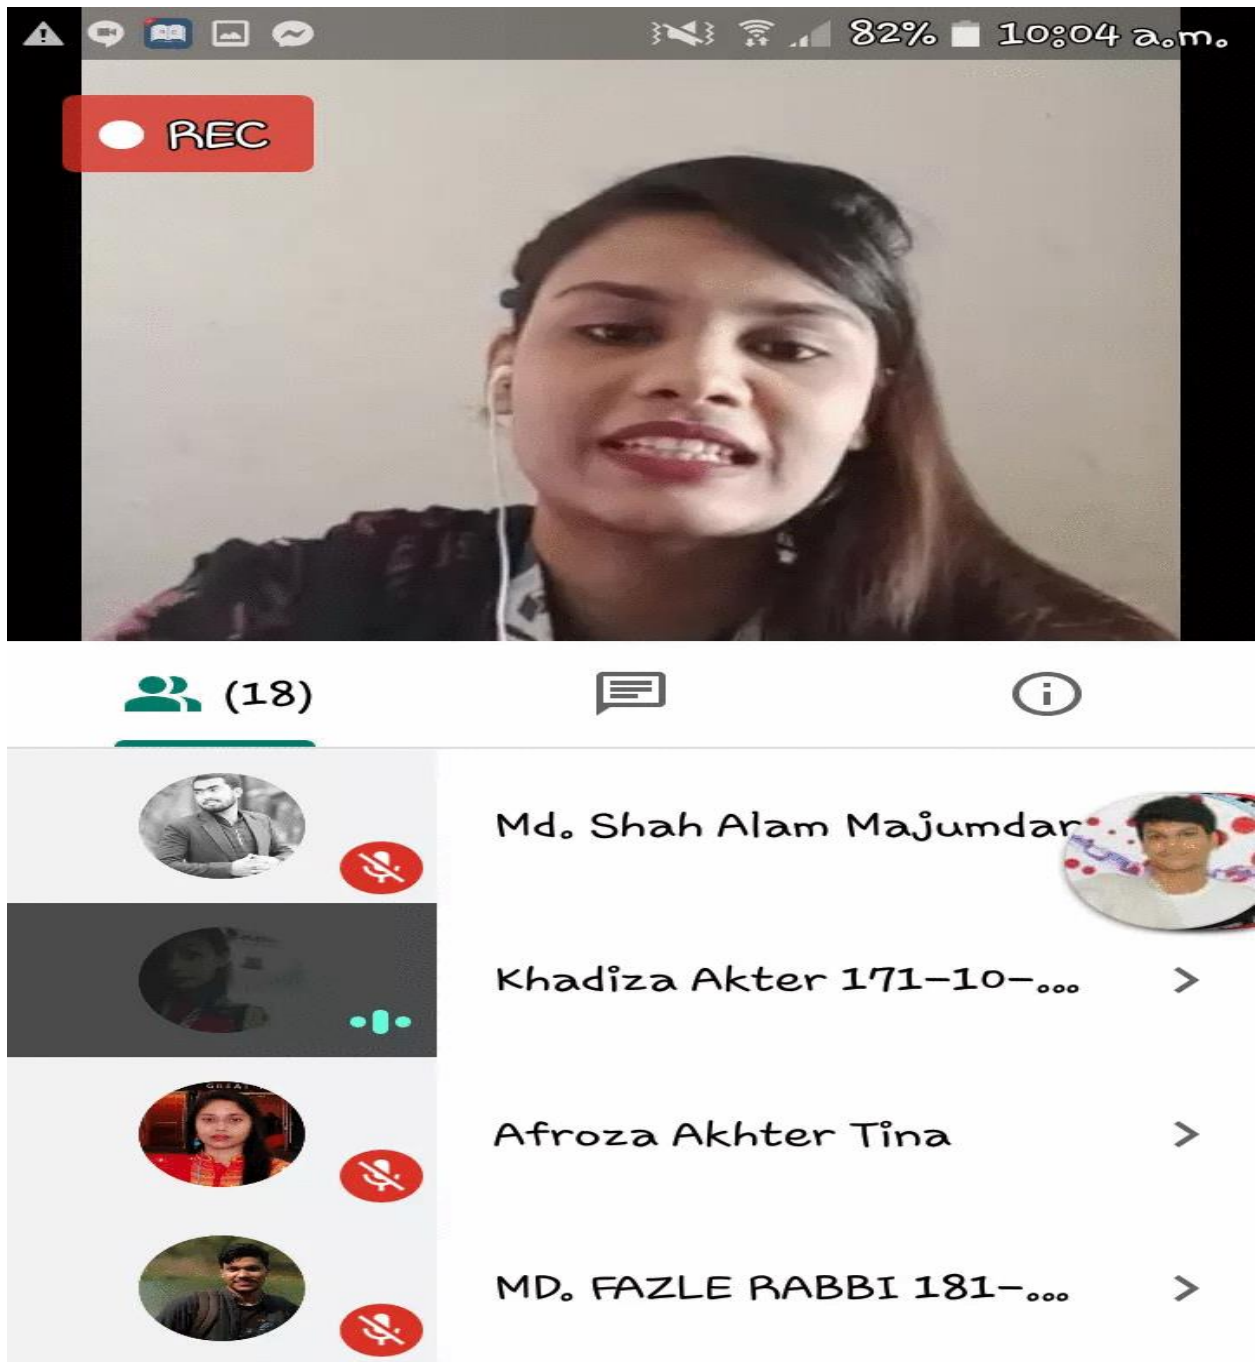 82% 10:04 a.m.
REC
(18)
Md. Shah Alam Majumdar
Khadiza Akter 171-10-...
Afroza Akhter Tina
MD. FAZLE RABBI 181-...